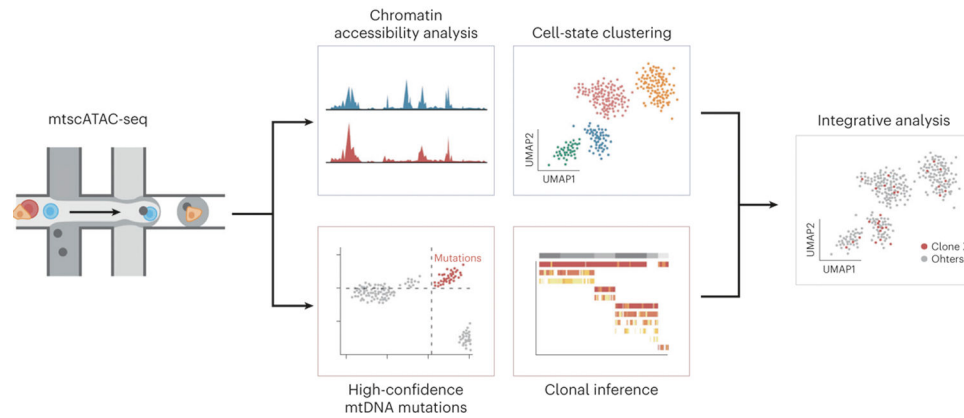 Chromatin
accessibility analysis
Cell-state clustering
mtscATAC-seq
UMAP2
UMAP1
Integrative analysis
UMAP2
UMAP1
Clone
Ohters
Mutations
High-confidence
mtDNA mutations
Clonal inference